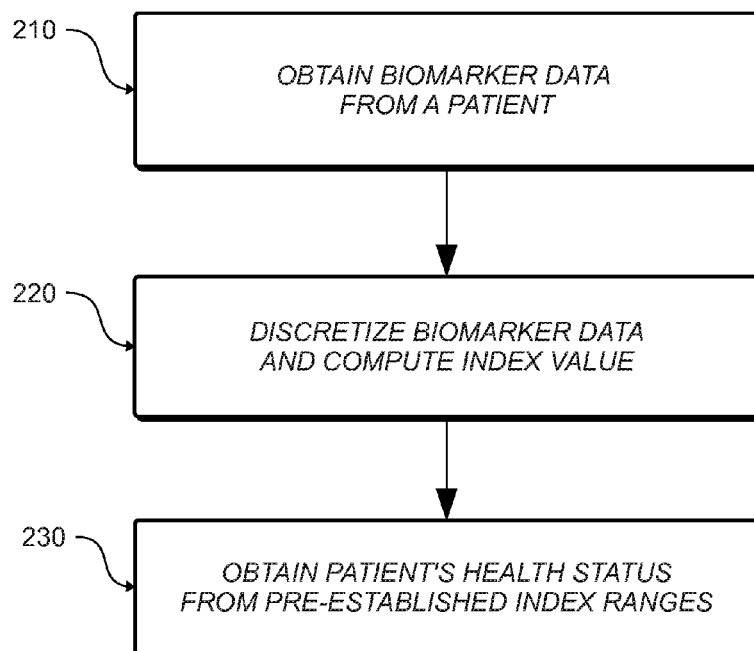 210
OBTAIN BIOMARKER DATA
FROM A PATIENT
220
DISCRETIZE BIOMARKER DATA
AND COMPUTE INDEX VALUE
230
OBTAIN PATIENT'S HEALTH STATUS
FROM PRE-ESTABLISHED INDEX RANGES